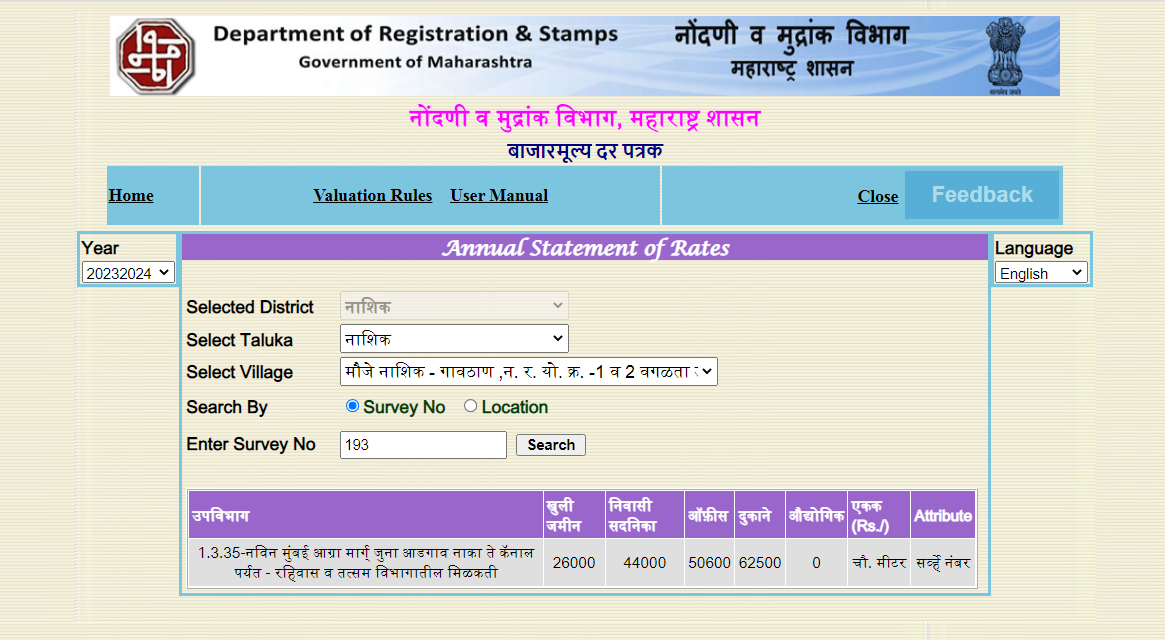 Department of Registration & Stamps
Government of Maharashtra
नोंदणी व मुद्रांक विभाग
महाराष्ट्र शासन
नोंदणी व मुद्रांक विभाग, महाराष्ट्र शासन
बाजारमूल्य दर पत्रक
Home Valuation Rules User Manual Close Feedback
Year
20232024
Annual Statement of Rates
Language
English
Selected District नाशिक
Select Taluka नाशिक
Select Village मौजे नाशिक - गावठाण ,न. र. यो. क्र. -1 व 2 वगळता
Search By Survey No Location
Enter Survey No 193 Search
उपविभाग खुली जमीन निवासी सदनिका ऑफ़ीस दुकाने औद्योगिक एकक (Rs./) Attribute
1.3.35-नविन मुंबई आग्रा मार्ग् जुना आडगाव नाका ते कॅनाल
पर्यत - रहिवास व तत्सम विभागातील मिळकती
26000 44000 50600 62500 0 चौ. मीटर सर्व्हे नंबर